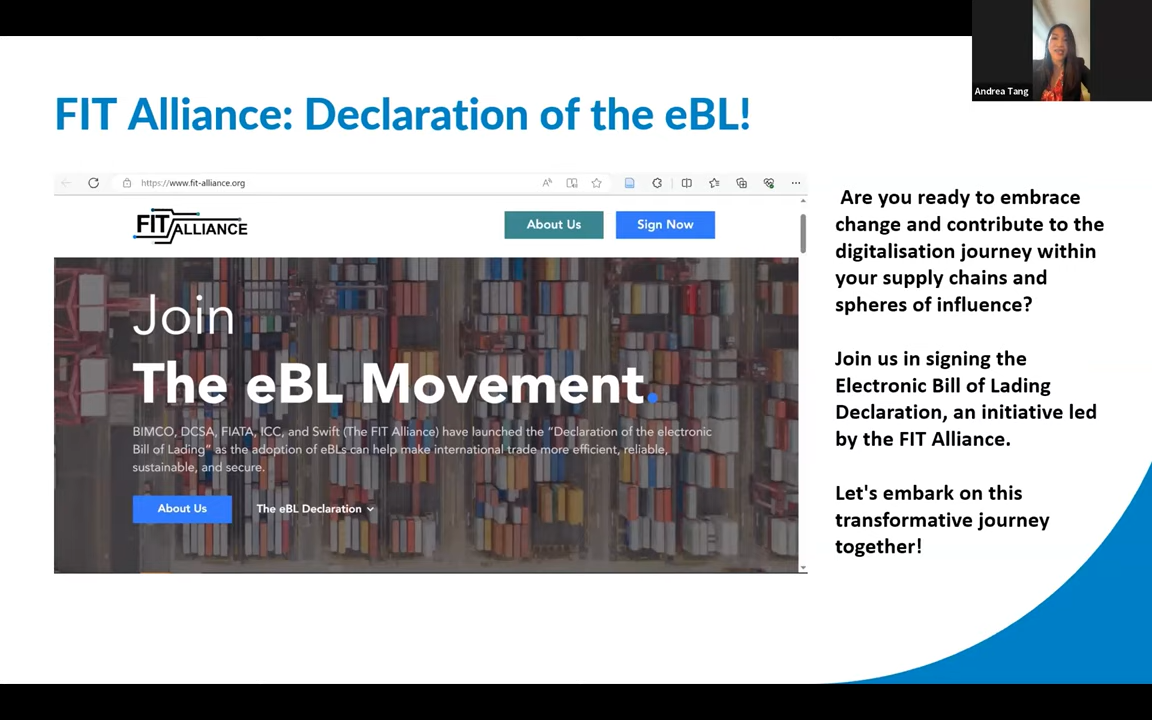 Andrea Tang
FIT Alliance: Declaration of the eBL!
https://www.fit-alliance.org
FIT ALLIANCE
About Us
Sign Now
Join
The eBL Movement.
BIMCO, DCSA, FIATA, ICC, and Swift (The FIT Alliance) have launched the "Declaration of the electronic
Bill of Lading" as the adoption of eBLs can help make international trade more efficient, reliable,
sustainable, and secure.
About Us
The eBL Declaration
Are you ready to embrace
change and contribute to the
digitalisation journey within
your supply chains and
spheres of influence?
Join us in signing the
Electronic Bill of Lading
Declaration, an initiative led
by the FIT Alliance.
Let's embark on this
transformative journey
together!